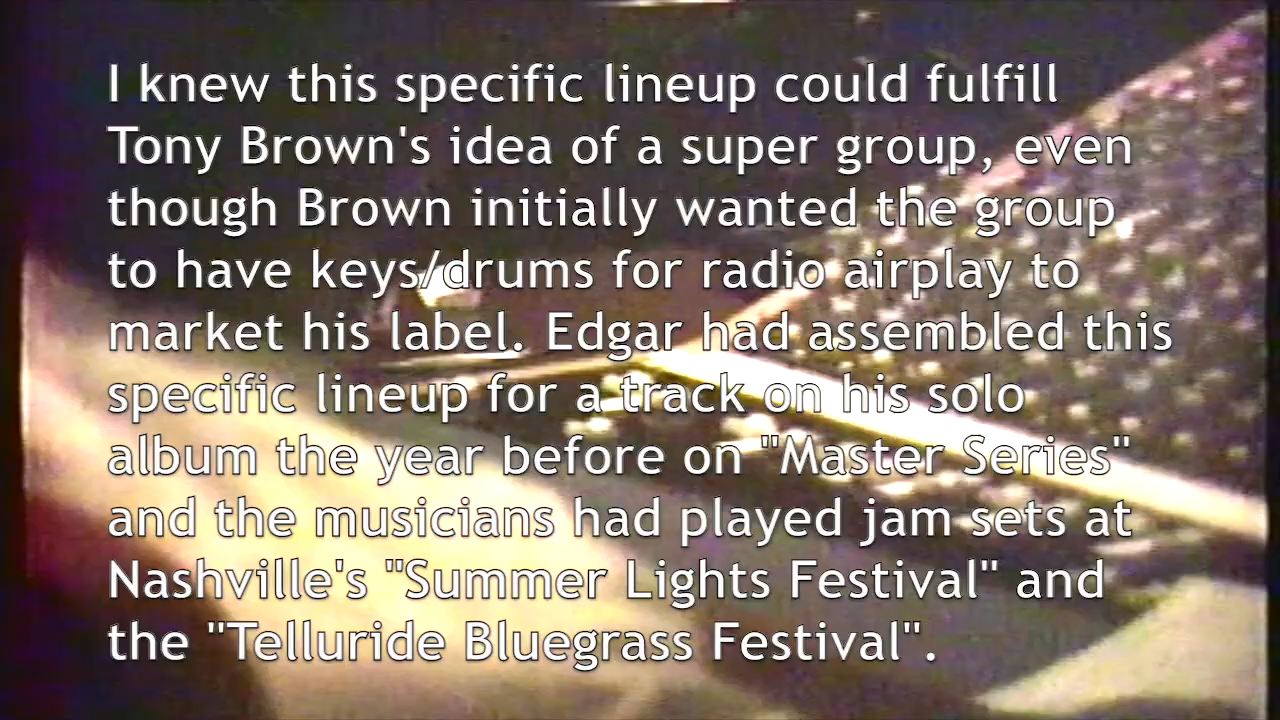 I knew this specific lineup could fulfill
Tony Brown's idea of a super group, even
though Brown initially wanted the group
to have keys/drums for radio airplay to
market his label. Edgar had assembled this
specific lineup for a track on his solo
album the year before on "Master Series"
and the musicians had played jam sets at
Nashville's "Summer Lights Festival" and
the "Telluride Bluegrass Festival".